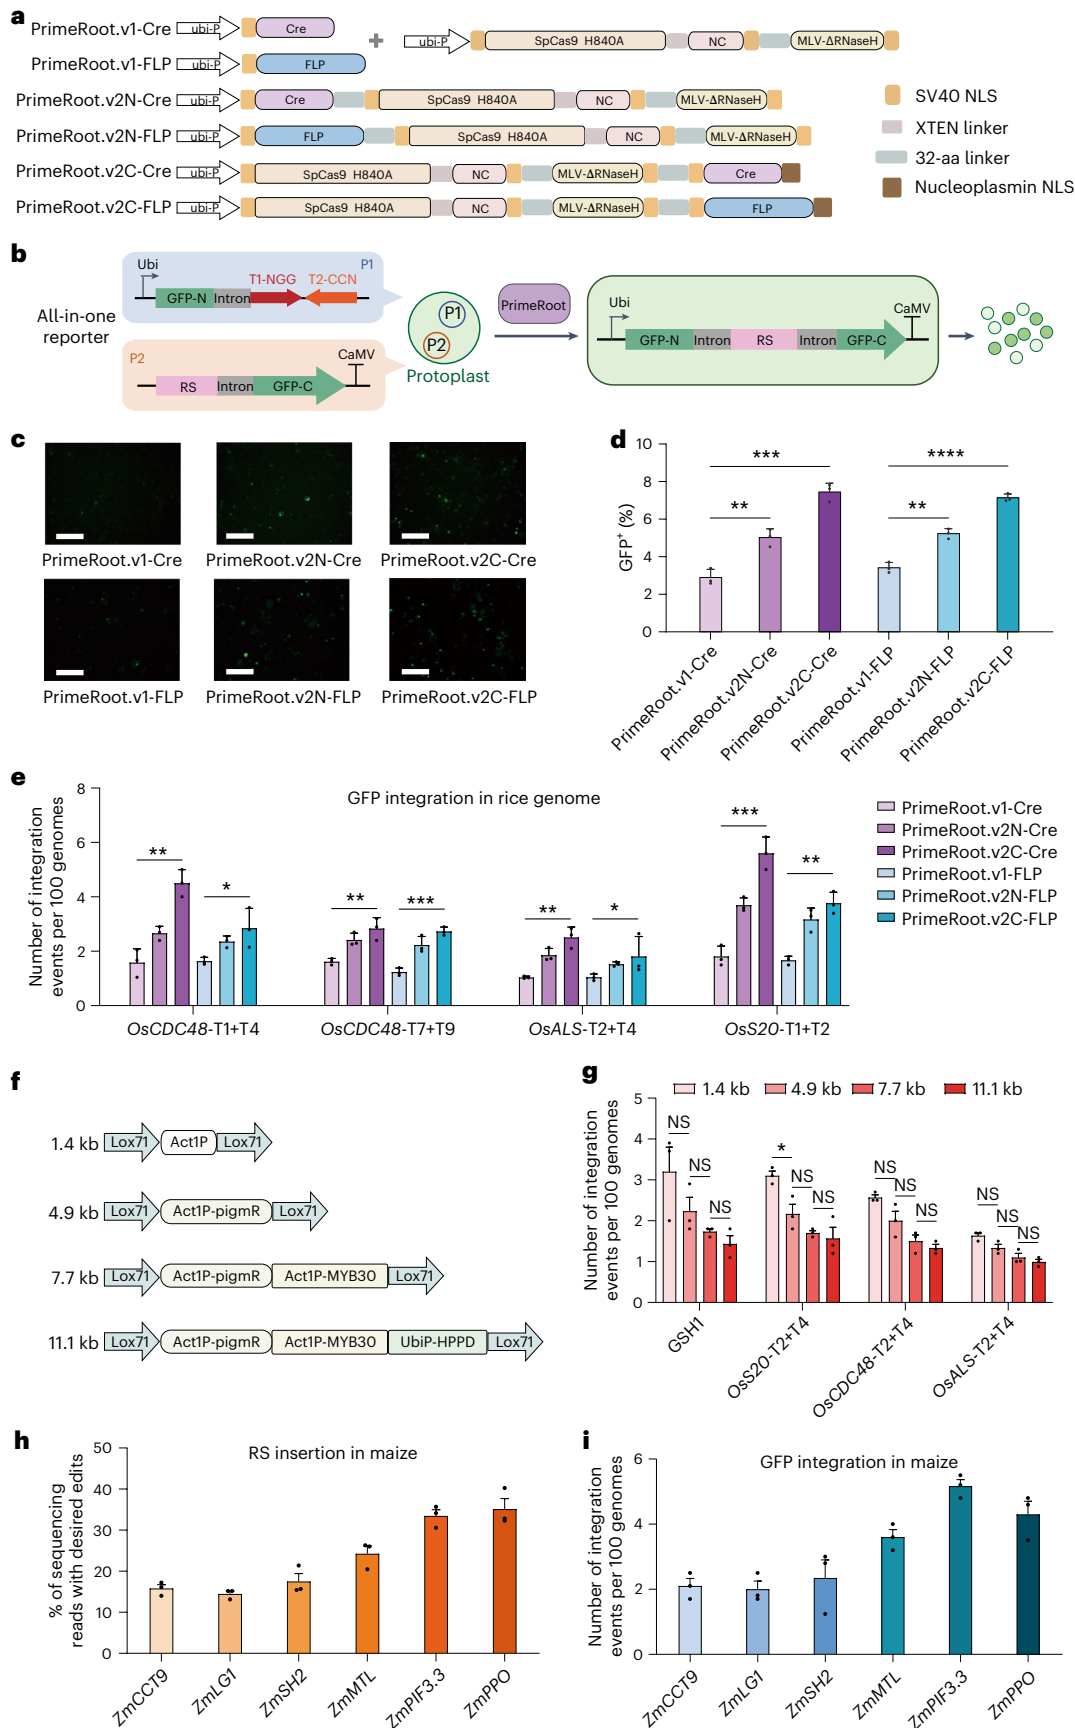 a
PrimeRoot.v1-Cre ubi-P Cre + ubi-P SpCas9 H840A NC MLV-ΔRNaseH
PrimeRoot.v1-FLP ubi-P FLP
PrimeRoot.v2N-Cre ubi-P Cre SpCas9 H840A NC MLV-ΔRNaseH
PrimeRoot.v2N-FLP ubi-P FLP SpCas9 H840A NC MLV-ΔRNaseH
PrimeRoot.v2C-Cre ubi-P SpCas9 H840A NC MLV-ΔRNaseH Cre
PrimeRoot.v2C-FLP ubi-P SpCas9 H840A NC MLV-ΔRNaseH FLP
SV40 NLS
XTEN linker
32-aa linker
Nucleoplasmin NLS
b
All-in-one
reporter
Ubi P1
T1-NGG T2-CCN
GFP-N Intron
P2 CaMV
RS Intron GFP-C
P1
P2
Protoplast
PrimeRoot
Ubi CaMV
GFP-N Intron RS Intron GFP-C
c
PrimeRoot.v1-Cre PrimeRoot.v2N-Cre PrimeRoot.v2C-Cre
PrimeRoot.v1-FLP PrimeRoot.v2N-FLP PrimeRoot.v2C-FLP
d
GFP+ (%)
10
8
6
4
2
0
*** ****
** **
PrimeRoot.v1-Cre
PrimeRoot.v2N-Cre
PrimeRoot.v2C-Cre
PrimeRoot.v1-FLP
PrimeRoot.v2N-FLP
PrimeRoot.v2C-FLP
e
GFP integration in rice genome
Number of integration
events per 100 genomes
8
6
4
2
0
** * ** *** ** * *** **
OsCDC48-T1+T4 OsCDC48-T7+T9 OsALS-T2+T4 OsS20-T1+T2
PrimeRoot.v1-Cre
PrimeRoot.v2N-Cre
PrimeRoot.v2C-Cre
PrimeRoot.v1-FLP
PrimeRoot.v2N-FLP
PrimeRoot.v2C-FLP
f
1.4 kb Lox71 Act1P Lox71
4.9 kb Lox71 Act1P-pigmR Lox71
7.7 kb Lox71 Act1P-pigmR Act1P-MYB30 Lox71
11.1 kb Lox71 Act1P-pigmR Act1P-MYB30 UbiP-HPPD Lox71
g
1.4 kb 4.9 kb 7.7 kb 11.1 kb
Number of integration
events per 100 genomes
5
4
3
2
1
0
NS NS NS
* NS NS
NS NS NS
NS NS NS
GSH1
OsS20-T2+T4
OsCDC48-T2+T4
OsALS-T2+T4
h
RS insertion in maize
% of sequencing
reads with desired edits
50
40
30
20
10
0
ZmCCT9
ZmLG1
ZmSH2
ZmMTL
ZmPIF3.3
ZmPPO
i
GFP integration in maize
Number of integration
events per 100 genomes
6
4
2
0
ZmCCT9
ZmLG1
ZmSH2
ZmMTL
ZmPIF3.3
ZmPPO